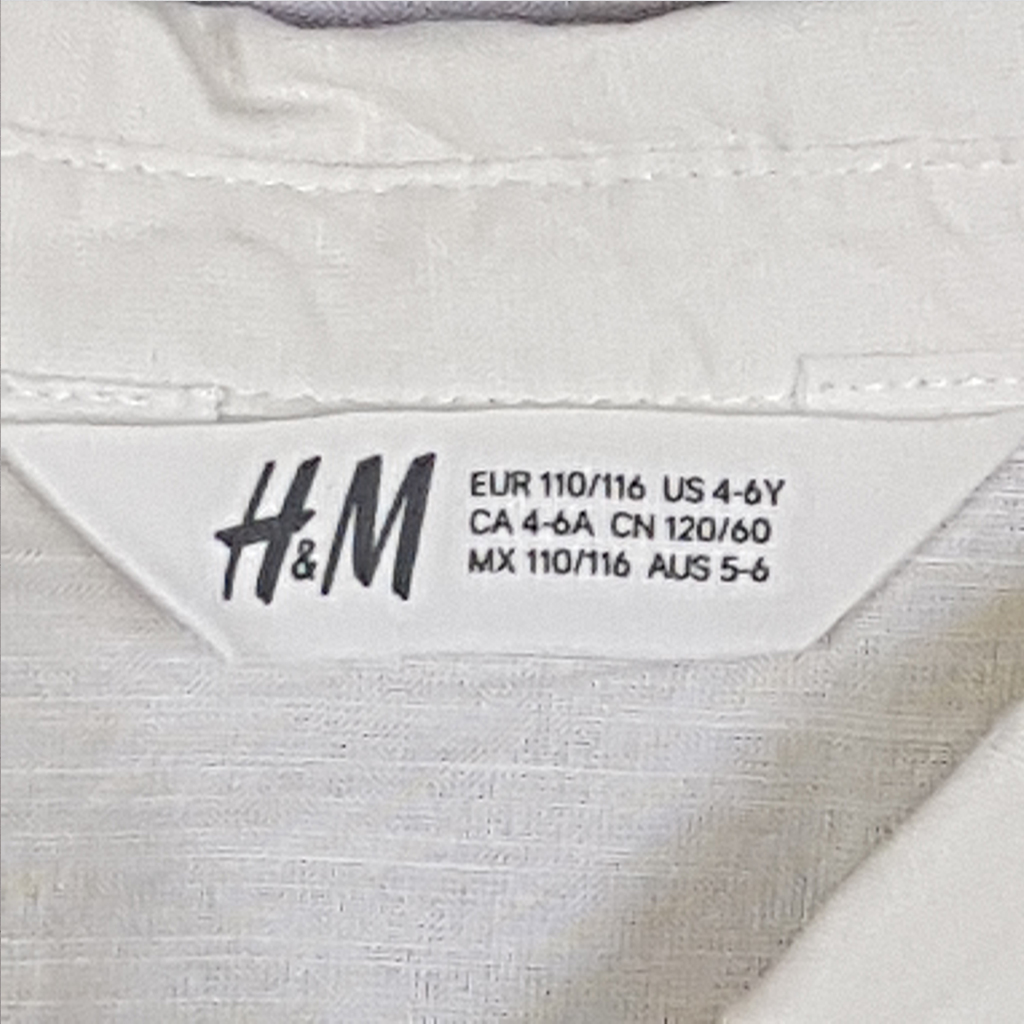 H&M
EUR 110/116 US 4-6Y
CA 4-6A CN 120/60
MX 110/116 AUS 5-6